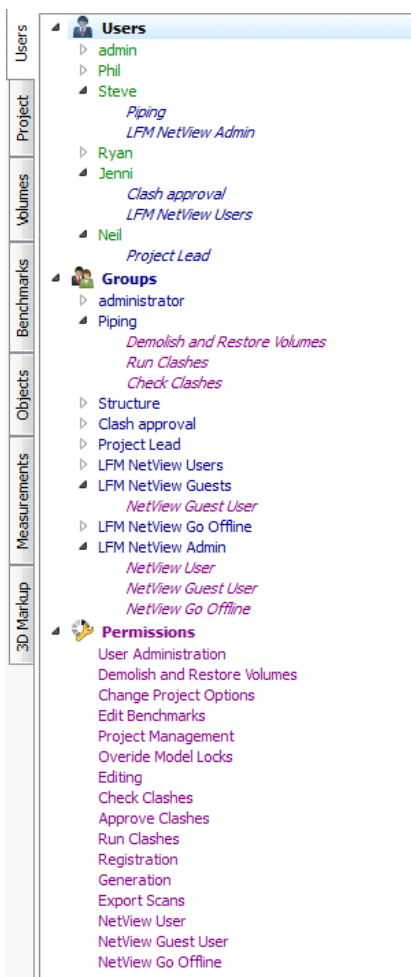 Users
Project
Volumes
Benchmarks
Objects
Measurements
3D Markup
Users
admin
Phil
Steve
Piping
LFM NetView Admin
Ryan
Jenni
Clash approval
LFM NetView Users
Neil
Project Lead
Groups
administrator
Piping
Demolish and Restore Volumes
Run Clashes
Check Clashes
Structure
Clash approval
Project Lead
LFM NetView Users
LFM NetView Guests
NetView Guest User
LFM NetView Go Offline
LFM NetView Admin
NetView User
NetView Guest User
NetView Go Offline
Permissions
User Administration
Demolish and Restore Volumes
Change Project Options
Edit Benchmarks
Project Management
Overide Model Locks
Editing
Check Clashes
Approve Clashes
Run Clashes
Registration
Generation
Export Scans
NetView User
NetView Guest User
NetView Go Offline